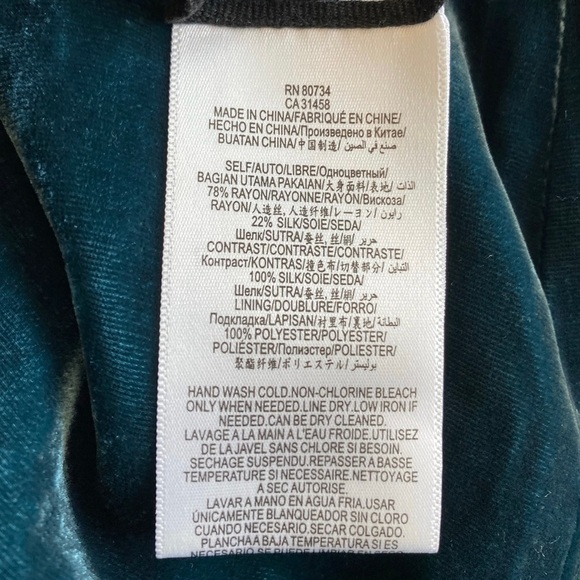 RN 80734
CA 31458
MADE IN CHINA/FABRIQUÉ EN CHINE/
HECHO EN CHINA/Произведено в Китае/
BUATAN CHINA/中国制造/ صنع في الصين
SELF/AUTO/LIBRE/Одноцветный/
BAGIAN UTAMA PAKAIAN/大身面料/表地/ الذات
78% RAYON/RAYONNE/RAYÓN/Вискоза/
RAYON/人造丝, 人造纤维/レーヨン/ رايون
22% SILK/SOIE/SEDA/
Шелк/SUTRA/蚕丝, 丝/絹/ حرير
CONTRAST/CONTRASTE/CONTRASTE/
Контраст/KONTRAS/撞色布/切替部分/ التباين
100% SILK/SOIE/SEDA/
Шелк/SUTRA/蚕丝, 丝/絹/ حرير
LINING/DOUBLURE/FORRO/
Подкладка/LAPISAN/衬里布/裏地/ البطانة
100% POLYESTER/POLYESTER/
POLIÉSTER/Полиэстер/POLIESTER/
聚酯纤维/ポリエステル/ بوليستر
HAND WASH COLD.NON-CHLORINE BLEACH
ONLY WHEN NEEDED.LINE DRY.LOW IRON IF
NEEDED.CAN BE DRY CLEANED.
LAVAGE A LA MAIN A L'EAU FROIDE.UTILISEZ
DE LA JAVEL SANS CHLORE SI BESOIN.
SECHAGE SUSPENDU.REPASSER A BASSE
TEMPERATURE SI NECESSAIRE.NETTOYAGE
A SEC AUTORISE.
LAVAR A MANO EN AGUA FRIA.USAR
ÚNICAMENTE BLANQUEADOR SIN CLORO
CUANDO NECESARIO.SECAR COLGADO.
PLANCHA A BAJA TEMPERATURA SI ES
NECESARIO.SE PUEDE